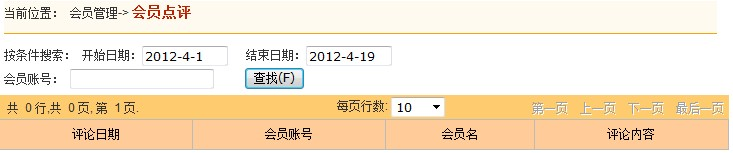 当前位置： 会员管理-> 会员点评
按条件搜索： 开始日期： 2012-4-1 结束日期： 2012-4-19
会员账号： 查找(F)
共 0行,共 0页,第 1页. 每页行数: 10 第一页 上一页 下一页 最后一页
评论日期 会员账号 会员名 评论内容